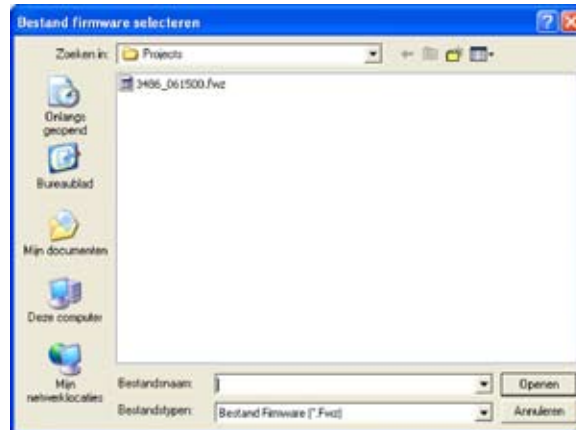 Bestand firmware selecteren
Zoeken in:
Projects
3486_061500.fwz
Onlangs
geopend
Bureaublad
Mijn documenten
Deze computer
Mijn
netwerklocaties
Bestandsnaam:
Openen
Bestandstypen:
Bestand Firmware (*.Fwz)
Annuleren